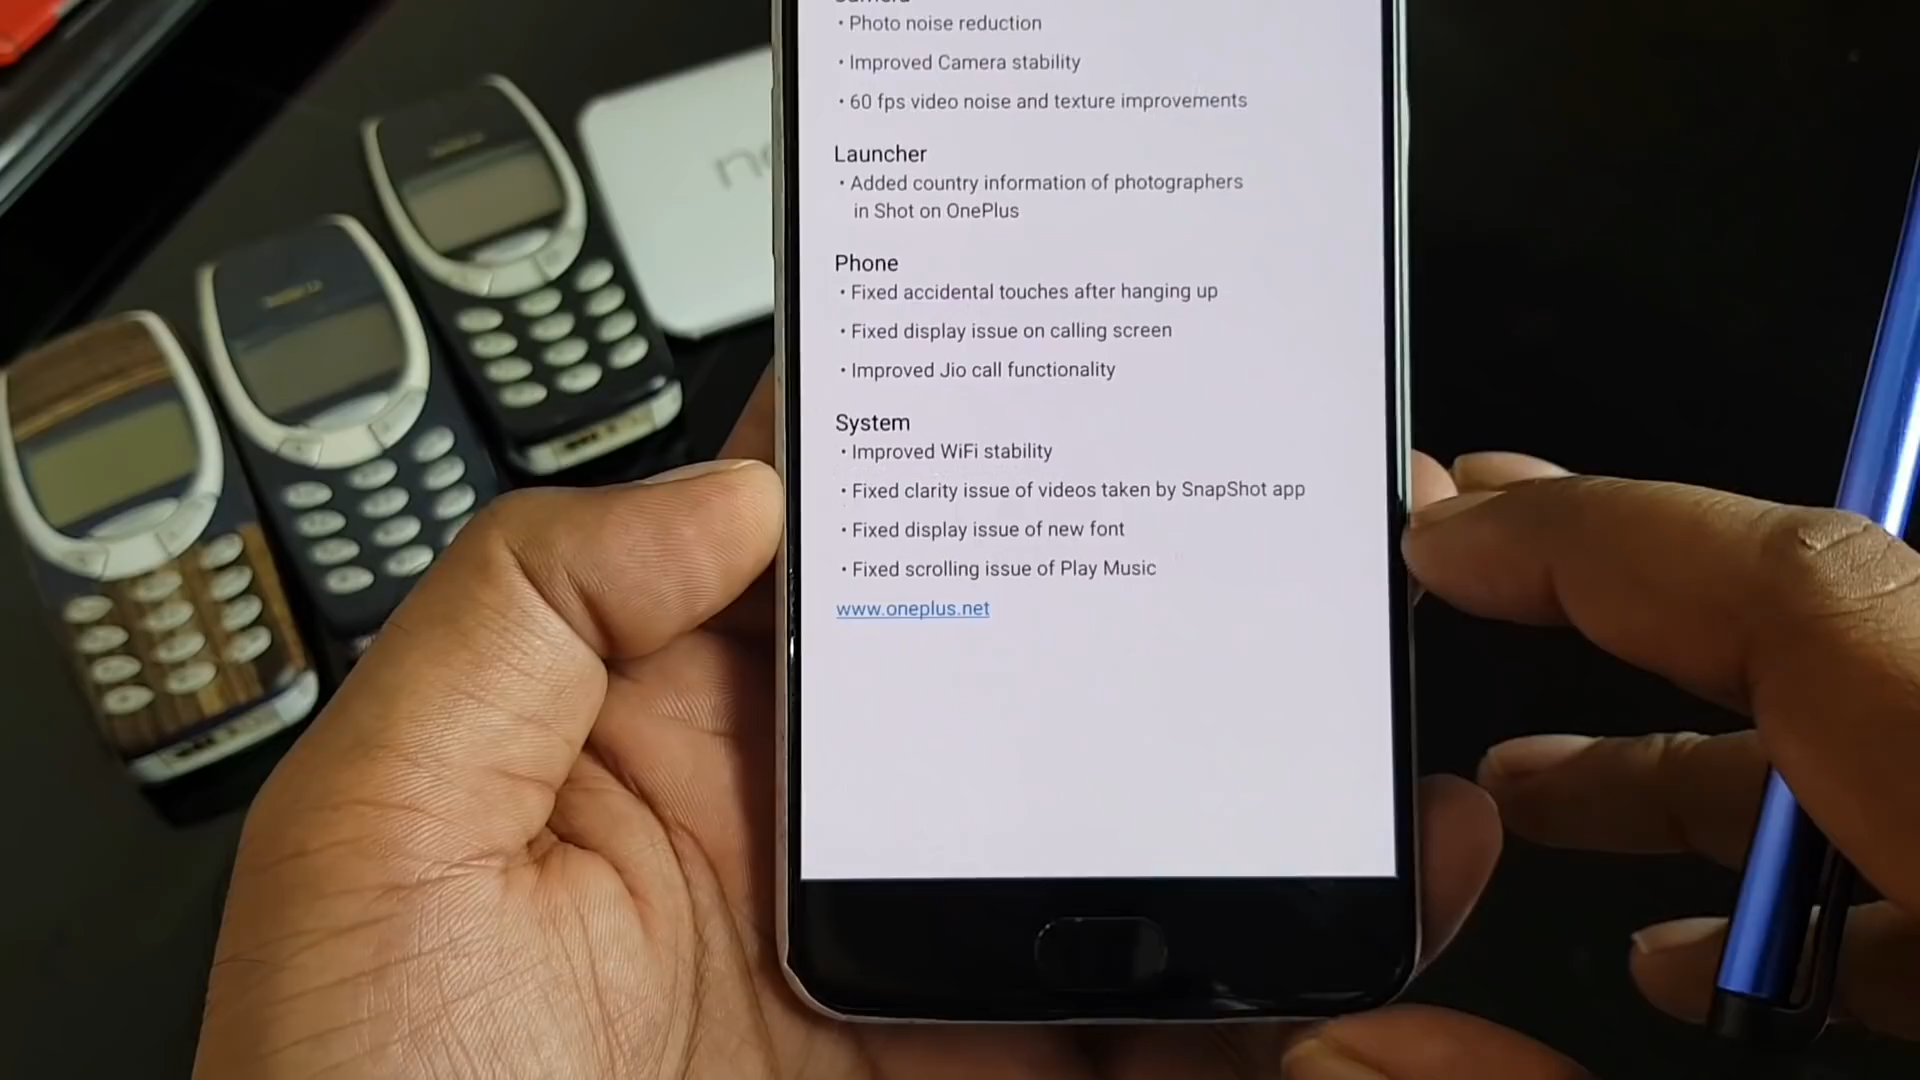 Camera
• Photo noise reduction
• Improved Camera stability
• 60 fps video noise and texture improvements
Launcher
• Added country information of photographers
in Shot on OnePlus
Phone
• Fixed accidental touches after hanging up
• Fixed display issue on calling screen
• Improved Jio call functionality
System
• Improved WiFi stability
• Fixed clarity issue of videos taken by SnapShot app
• Fixed display issue of new font
• Fixed scrolling issue of Play Music
www.oneplus.net